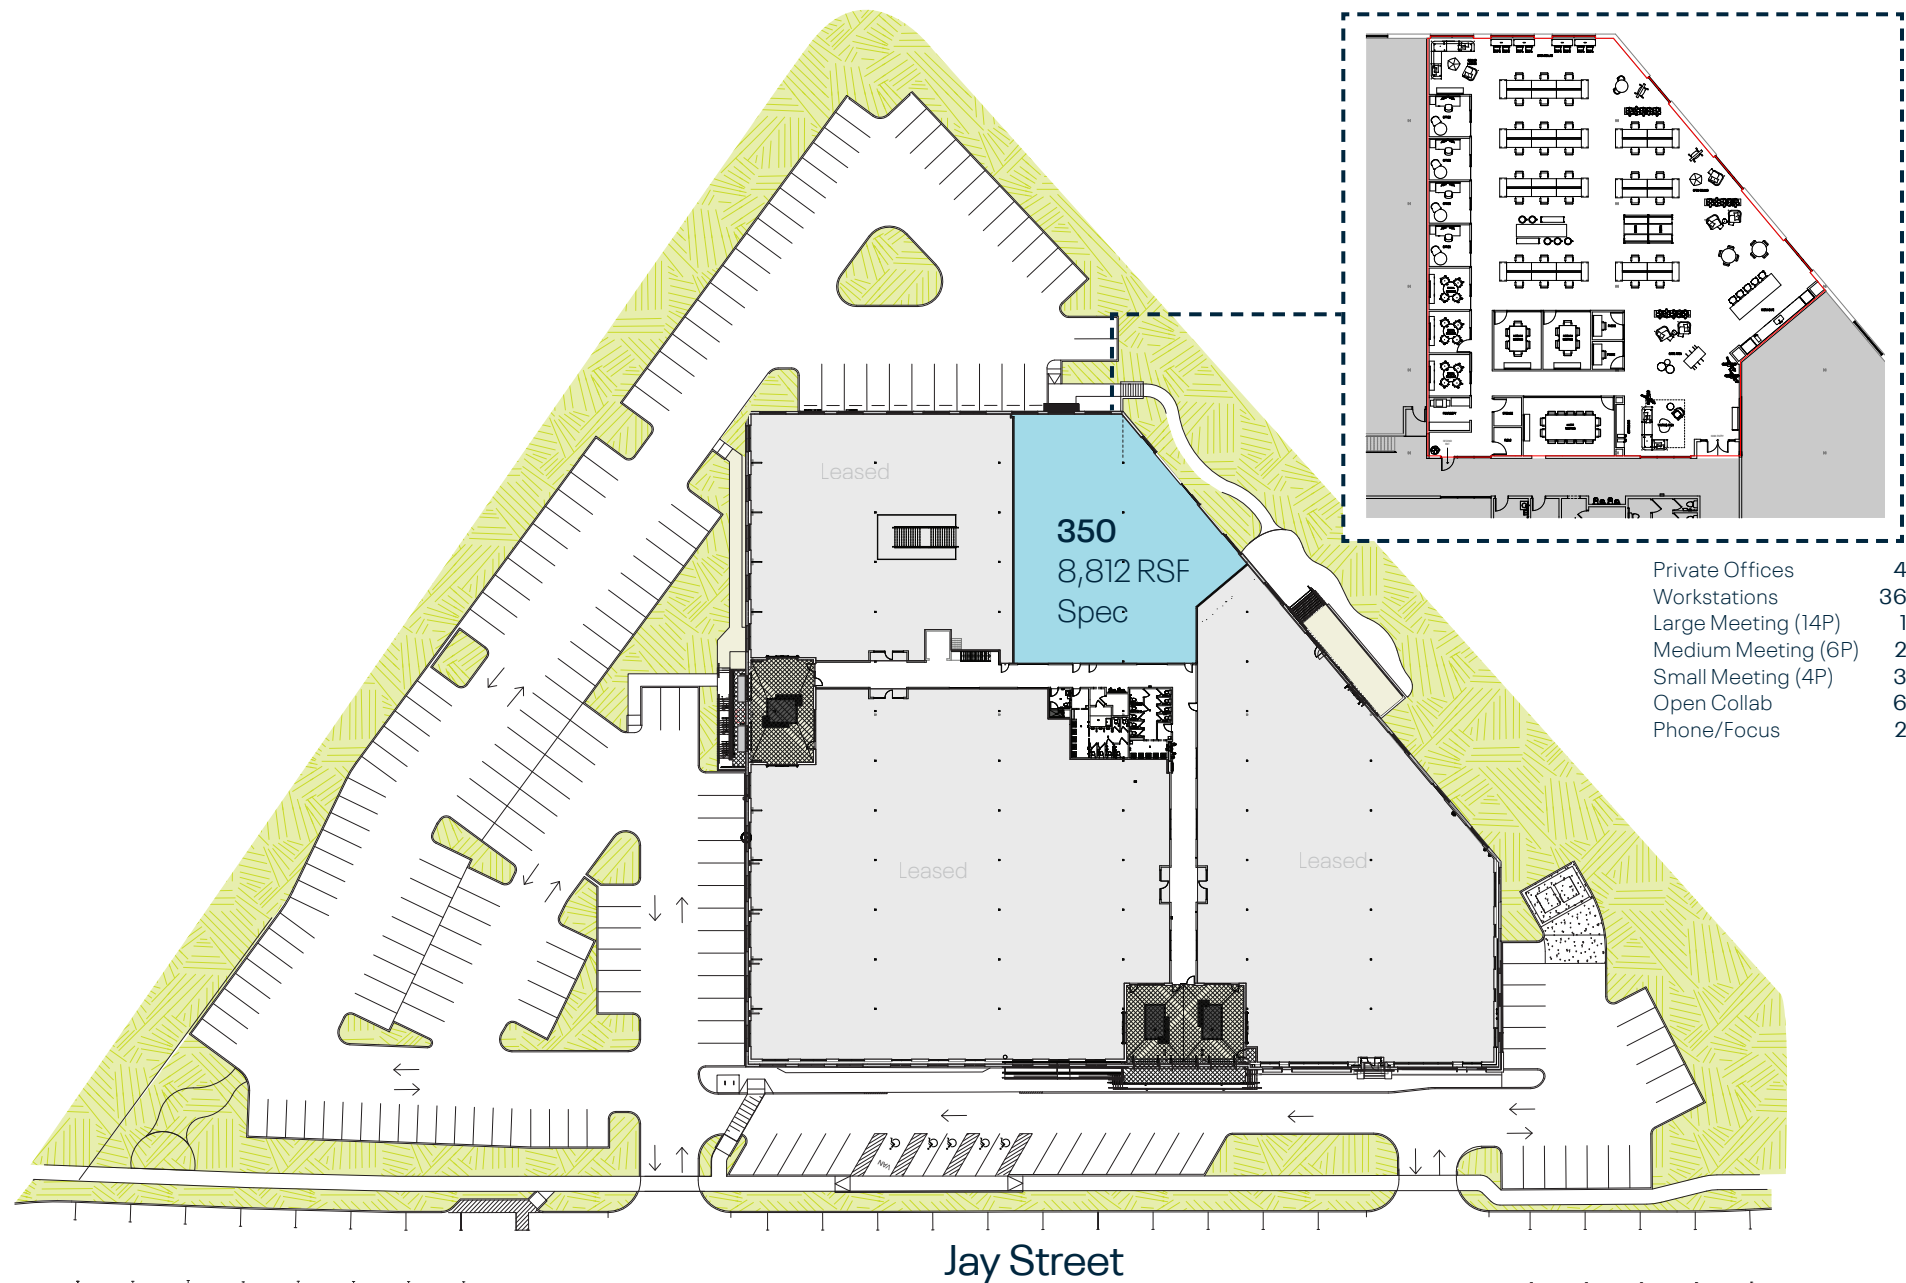 Leased
350
8,812 RSF
Spec
Private Offices 4
Workstations 36
Large Meeting (14P) 1
Medium Meeting (6P) 2
Small Meeting (4P) 3
Open Collab 6
Phone/Focus 2
Leased
Leased
VAN
Jay Street